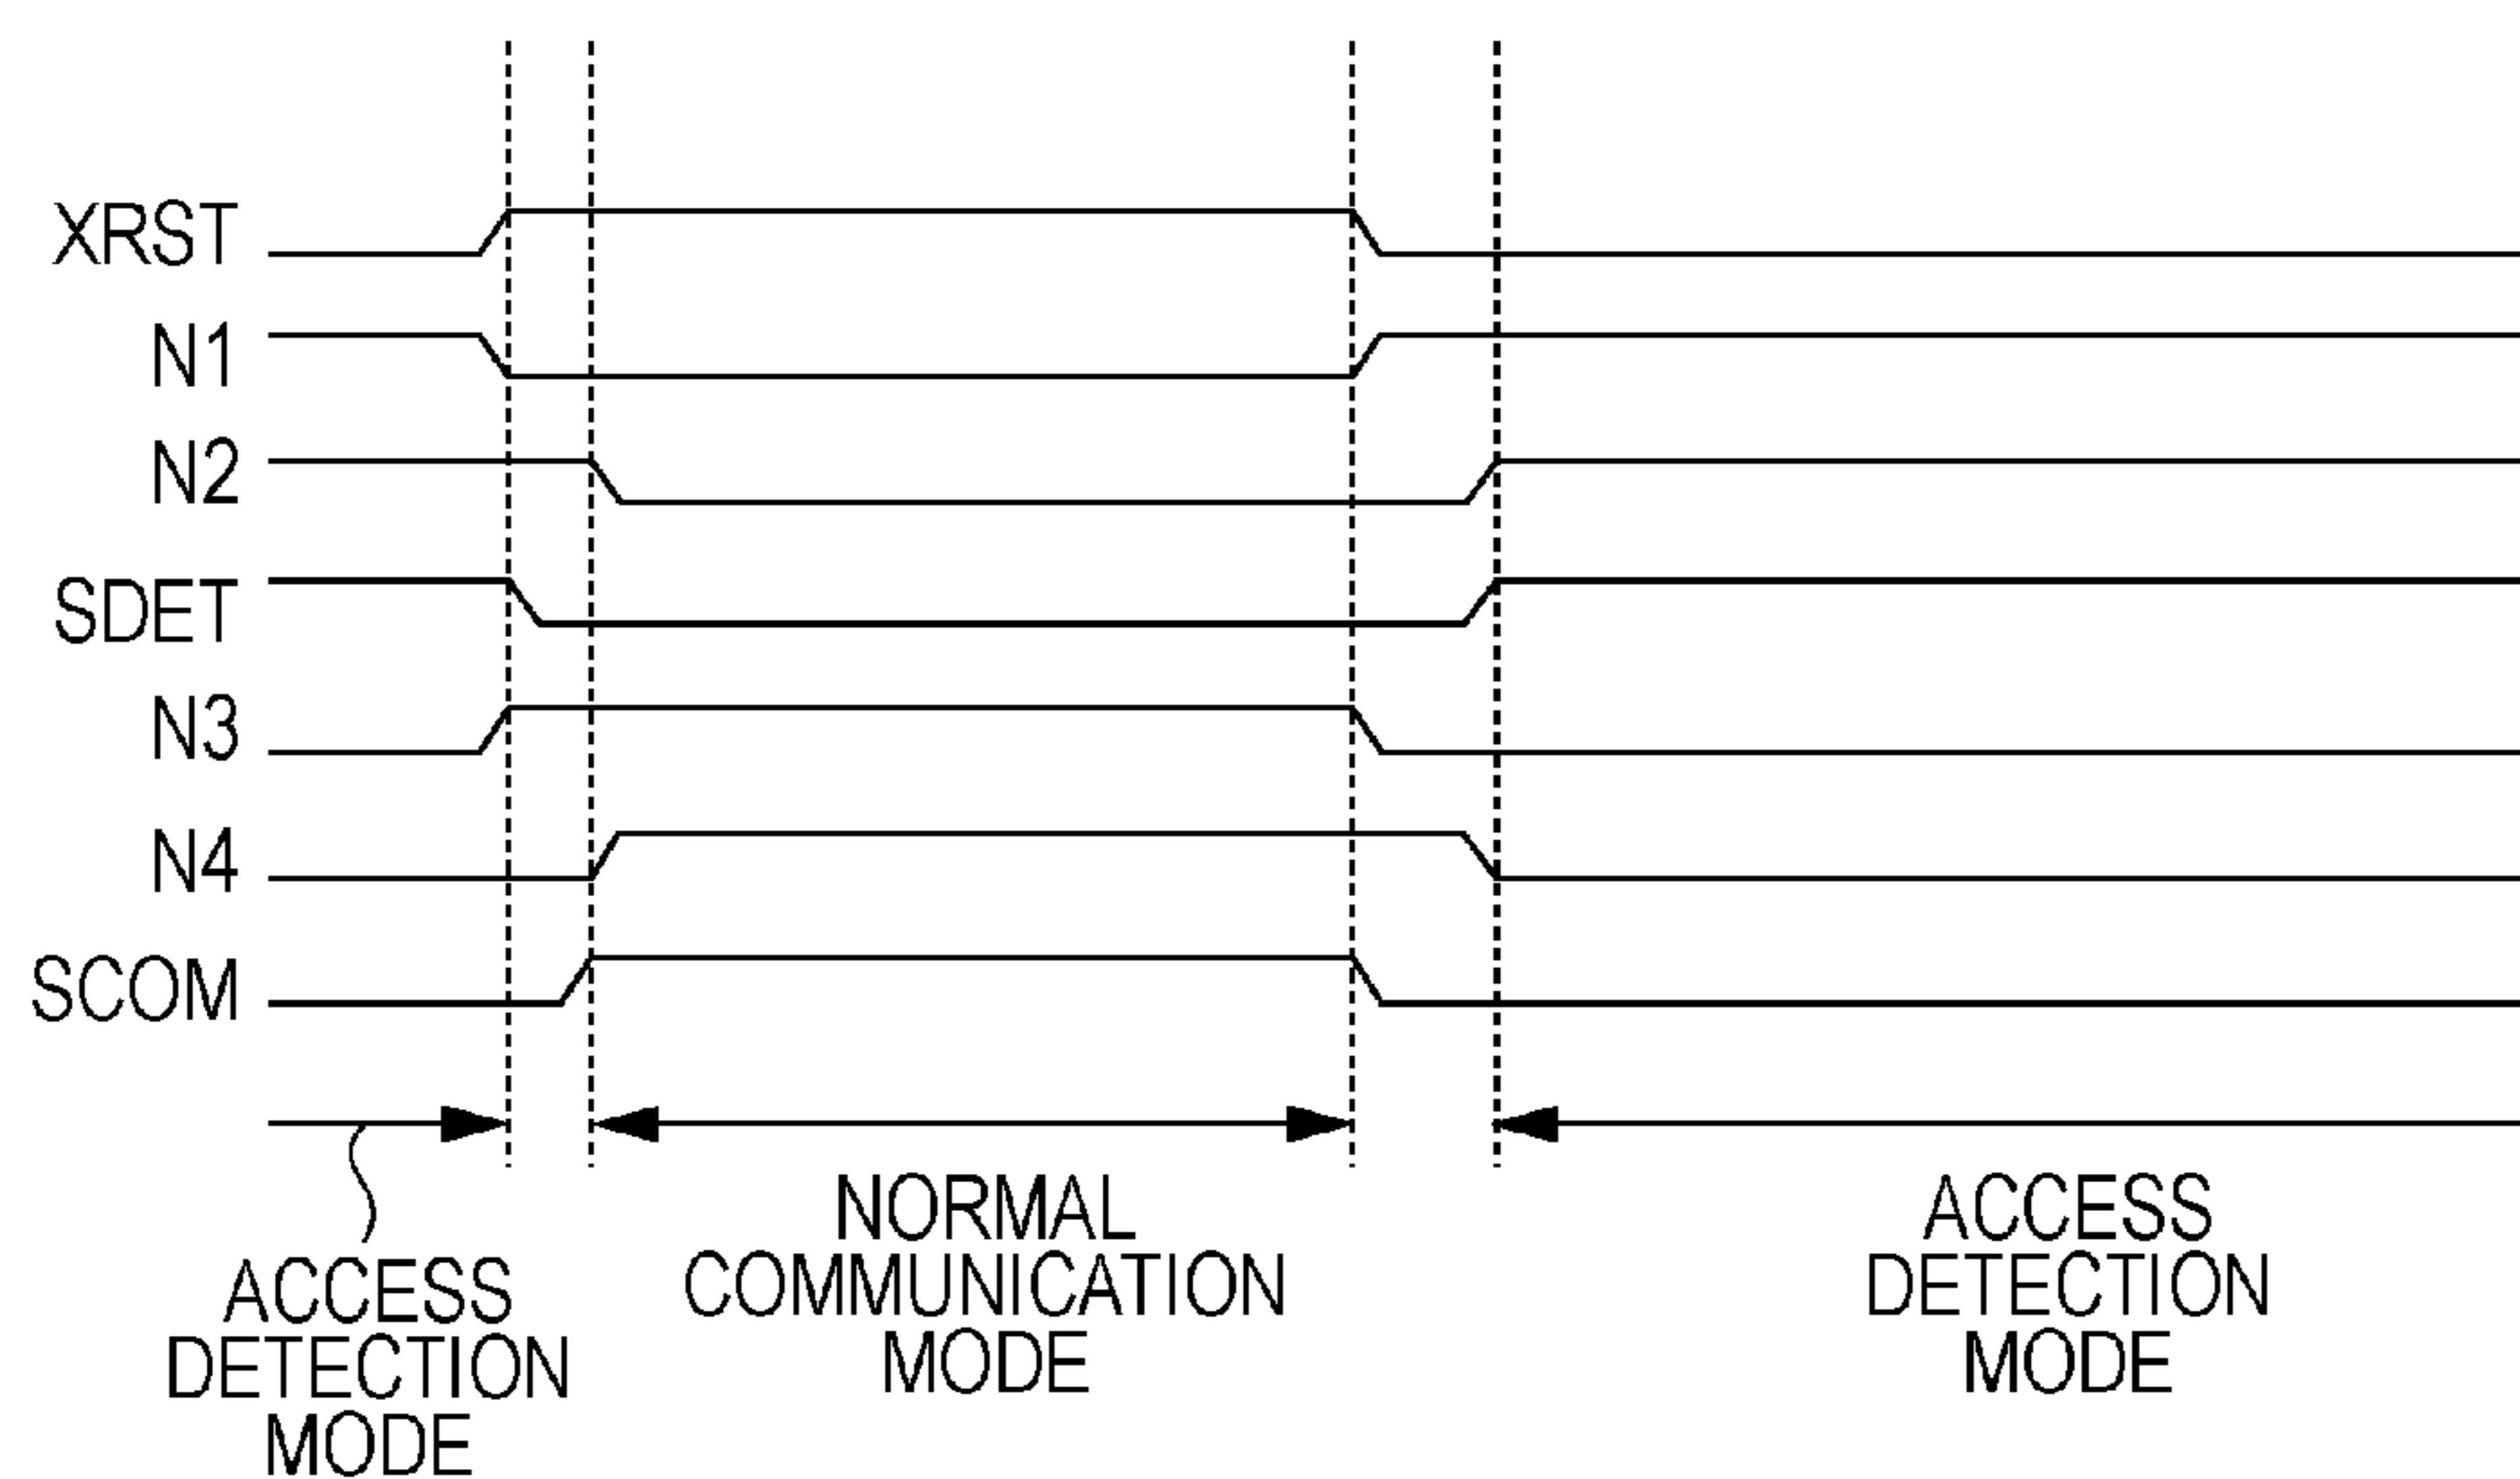 XRST
N1
N2
SDET
N3
N4
SCOM
ACCESS
DETECTION
MODE
NORMAL
COMMUNICATION
MODE
ACCESS
DETECTION
MODE